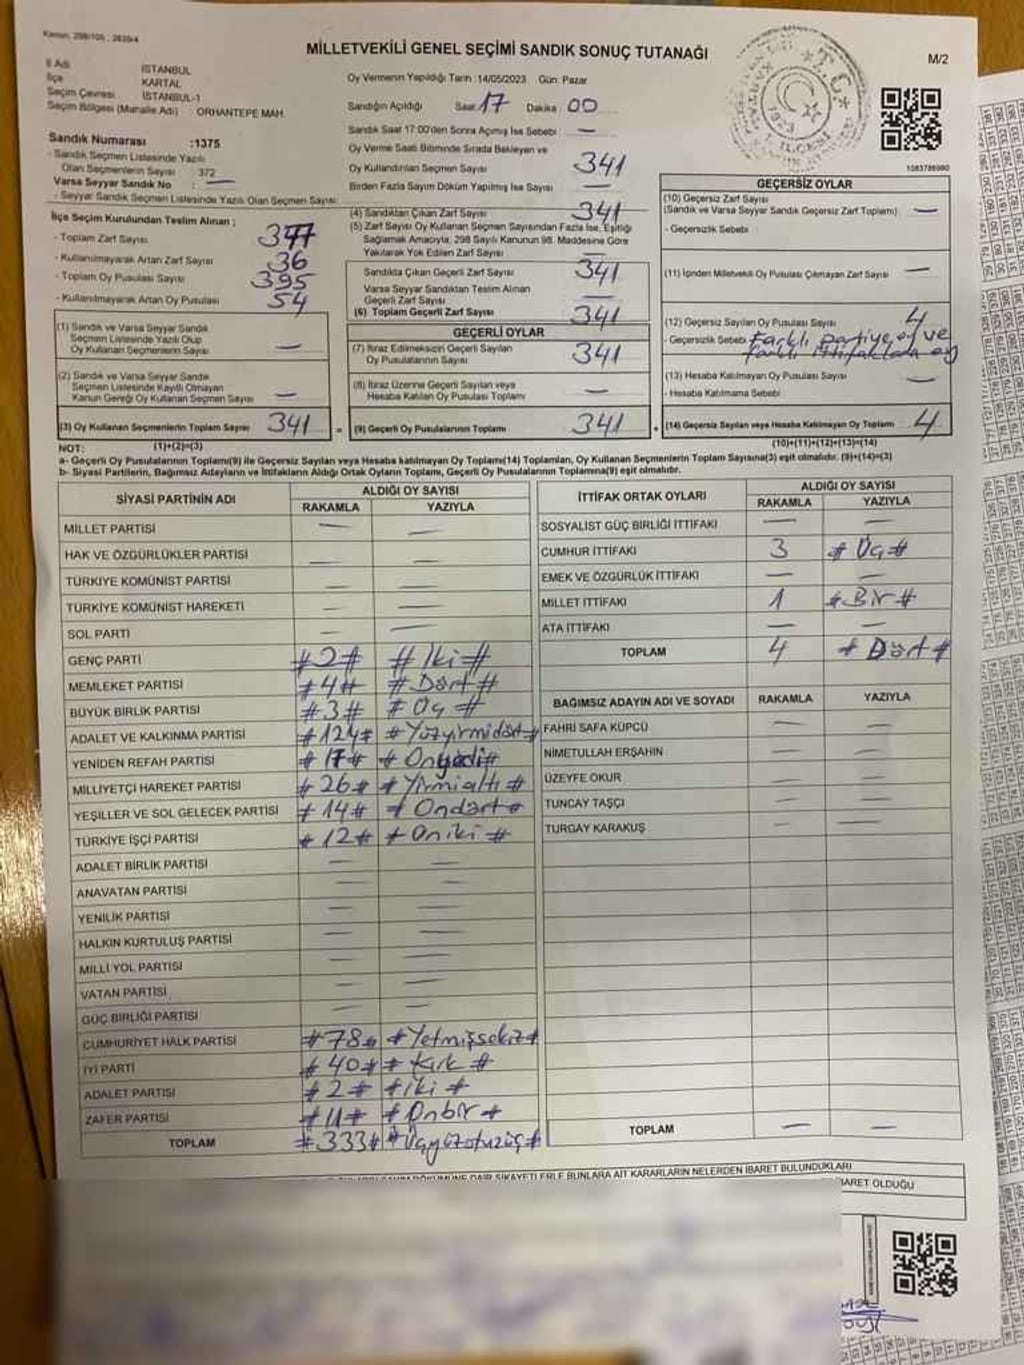 Kanun, 298/105 , 2839/4
MİLLETVEKİLİ GENEL SEÇİMİ SANDIK SONUÇ TUTANAĞI
M/2
İl Adı İSTANBUL
İlçe KARTAL
Seçim Çevresi İSTANBUL-1
Seçim Bölgesi (Mahalle Adı) ORHANTEPE MAH.
Oy Vermenin Yapıldığı Tarih :14/05/2023 Gün: Pazar
Sandığın Açıldığı Saat 17 Dakika 00
Sandık Saat 17:00'den Sonra Açılmış İse Sebebi —
Oy Verme Saati Bitiminde Sırada Bekleyen ve
Oy Kullandırılan Seçmen Sayısı 341
Birden Fazla Sayım Döküm Yapılmış İse Sayısı —
T.C.
1083786980
Sandık Numarası :1375
- Sandık Seçmen Listesinde Yazılı
Olan Seçmenlerin Sayısı 372
Varsa Seyyar Sandık No : —
- Seyyar Sandık Seçmen Listesinde Yazılı Olan Seçmen Sayısı:
İlçe Seçim Kurulundan Teslim Alınan ;
- Toplam Zarf Sayısı 377
- Kullanılmayarak Artan Zarf Sayısı 36
- Toplam Oy Pusulası Sayısı 395
- Kullanılmayarak Artan Oy Pusulası 54
(1) Sandık ve Varsa Seyyar Sandık
Seçmen Listesinde Yazılı Olup
Oy Kullanan Seçmenlerin Sayısı —
(2) Sandık ve Varsa Seyyar Sandık
Seçmen Listesinde Kayıtlı Olmayan
Kanun Gereği Oy Kullanan Seçmen Sayısı —
(3) Oy Kullanan Seçmenlerin Toplam Sayısı 341 =
(1)+(2)=(3)
(4) Sandıktan Çıkan Zarf Sayısı 341
(5) Zarf Sayısı Oy Kullanan Seçmen Sayısından Fazla İse, Eşitliği
Sağlamak Amacıyla, 298 Sayılı Kanunun 98. Maddesine Göre
Yakılarak Yok Edilen Zarf Sayısı —
Sandıkta Çıkan Geçerli Zarf Sayısı 341
Varsa Seyyar Sandıktan Teslim Alınan
Geçerli Zarf Sayısı —
(6) Toplam Geçerli Zarf Sayısı 341
GEÇERLİ OYLAR
(7) İtiraz Edilmeksizin Geçerli Sayılan
Oy Pusulalarının Sayısı 341
(8) İtiraz Üzerine Geçerli Sayılan veya
Hesaba Katılan Oy Pusulası Toplamı —
(9) Geçerli Oy Pusulalarının Toplamı 341 +
GEÇERSİZ OYLAR
(10) Geçersiz Zarf Sayısı
(Sandık ve Varsa Seyyar Sandık Geçersiz Zarf Toplamı) —
- Geçersizlik Sebebi
(11) İçinden Milletvekili Oy Pusulası Çıkmayan Zarf Sayısı —
(12) Geçersiz Sayılan Oy Pusulası Sayısı 4
- Geçersizlik Sebebi Farklı partiye oy ve
farklı ittifaklara oy
(13) Hesaba Katılmayan Oy Pusulası Sayısı —
- Hesaba Katılmama Sebebi
(14) Geçersiz Sayılan veya Hesaba Katılmayan Oy Toplamı 4
(10)+(11)+(12)+(13)=(14)
NOT:
a- Geçerli Oy Pusulalarının Toplamı(9) ile Geçersiz Sayılan veya Hesaba katılmayan Oy Toplamı(14) Toplamları, Oy Kullanan Seçmenlerin Toplam Sayısına(3) eşit olmalıdır. (9)+(14)=(3)
b- Siyasi Partilerin, Bağımsız Adayların ve İttifakların Aldığı Ortak Oyların Toplamı, Geçerli Oy Pusulalarının Toplamına(9) eşit olmalıdır.
SİYASİ PARTİNİN ADI ALDIĞI OY SAYISI
RAKAMLA YAZIYLA
MİLLET PARTİSİ — —
HAK VE ÖZGÜRLÜKLER PARTİSİ — —
TÜRKİYE KOMÜNİST PARTİSİ — —
TÜRKİYE KOMÜNİST HAREKETİ — —
SOL PARTİ — —
GENÇ PARTİ #2# #İki#
MEMLEKET PARTİSİ #4# #Dört#
BÜYÜK BİRLİK PARTİSİ #3# #Üç#
ADALET VE KALKINMA PARTİSİ #124# #Yüzyirmidört#
YENİDEN REFAH PARTİSİ #17# #Onyedi#
MİLLİYETÇİ HAREKET PARTİSİ #26# #Yirmialtı#
YEŞİLLER VE SOL GELECEK PARTİSİ #14# #Ondört#
TÜRKİYE İŞÇİ PARTİSİ #12# #Oniki#
ADALET BİRLİK PARTİSİ — —
ANAVATAN PARTİSİ — —
YENİLİK PARTİSİ — —
HALKIN KURTULUŞ PARTİSİ — —
MİLLİ YOL PARTİSİ — —
VATAN PARTİSİ — —
GÜÇ BİRLİĞİ PARTİSİ — —
CUMHURİYET HALK PARTİSİ #78# #Yetmişsekiz#
İYİ PARTİ #40# #Kırk#
ADALET PARTİSİ #2# #iki#
ZAFER PARTİSİ #11# #Onbir#
TOPLAM #333# #Üçyüzotuzüç#
İTTİFAK ORTAK OYLARI ALDIĞI OY SAYISI
RAKAMLA YAZIYLA
SOSYALİST GÜÇ BİRLİĞİ İTTİFAKI — —
CUMHUR İTTİFAKI 3 #Üç#
EMEK VE ÖZGÜRLÜK İTTİFAKI — —
MİLLET İTTİFAKI 1 #Bir#
ATA İTTİFAKI — —
TOPLAM 4 #Dört#
BAĞIMSIZ ADAYIN ADI VE SOYADI RAKAMLA YAZIYLA
FAHRİ SAFA KÜPCÜ — —
NİMETULLAH ERŞAHİN — —
ÜZEYFE OKUR — —
TUNCAY TAŞÇI — —
TURGAY KARAKUŞ — —
TOPLAM — —
DÖKÜMÜNE DAİR ŞİKAYETLERLE BUNLARA AİT KARARLARIN NELERDEN İBARET BULUNDUKLARI
İBARET OLDUĞU